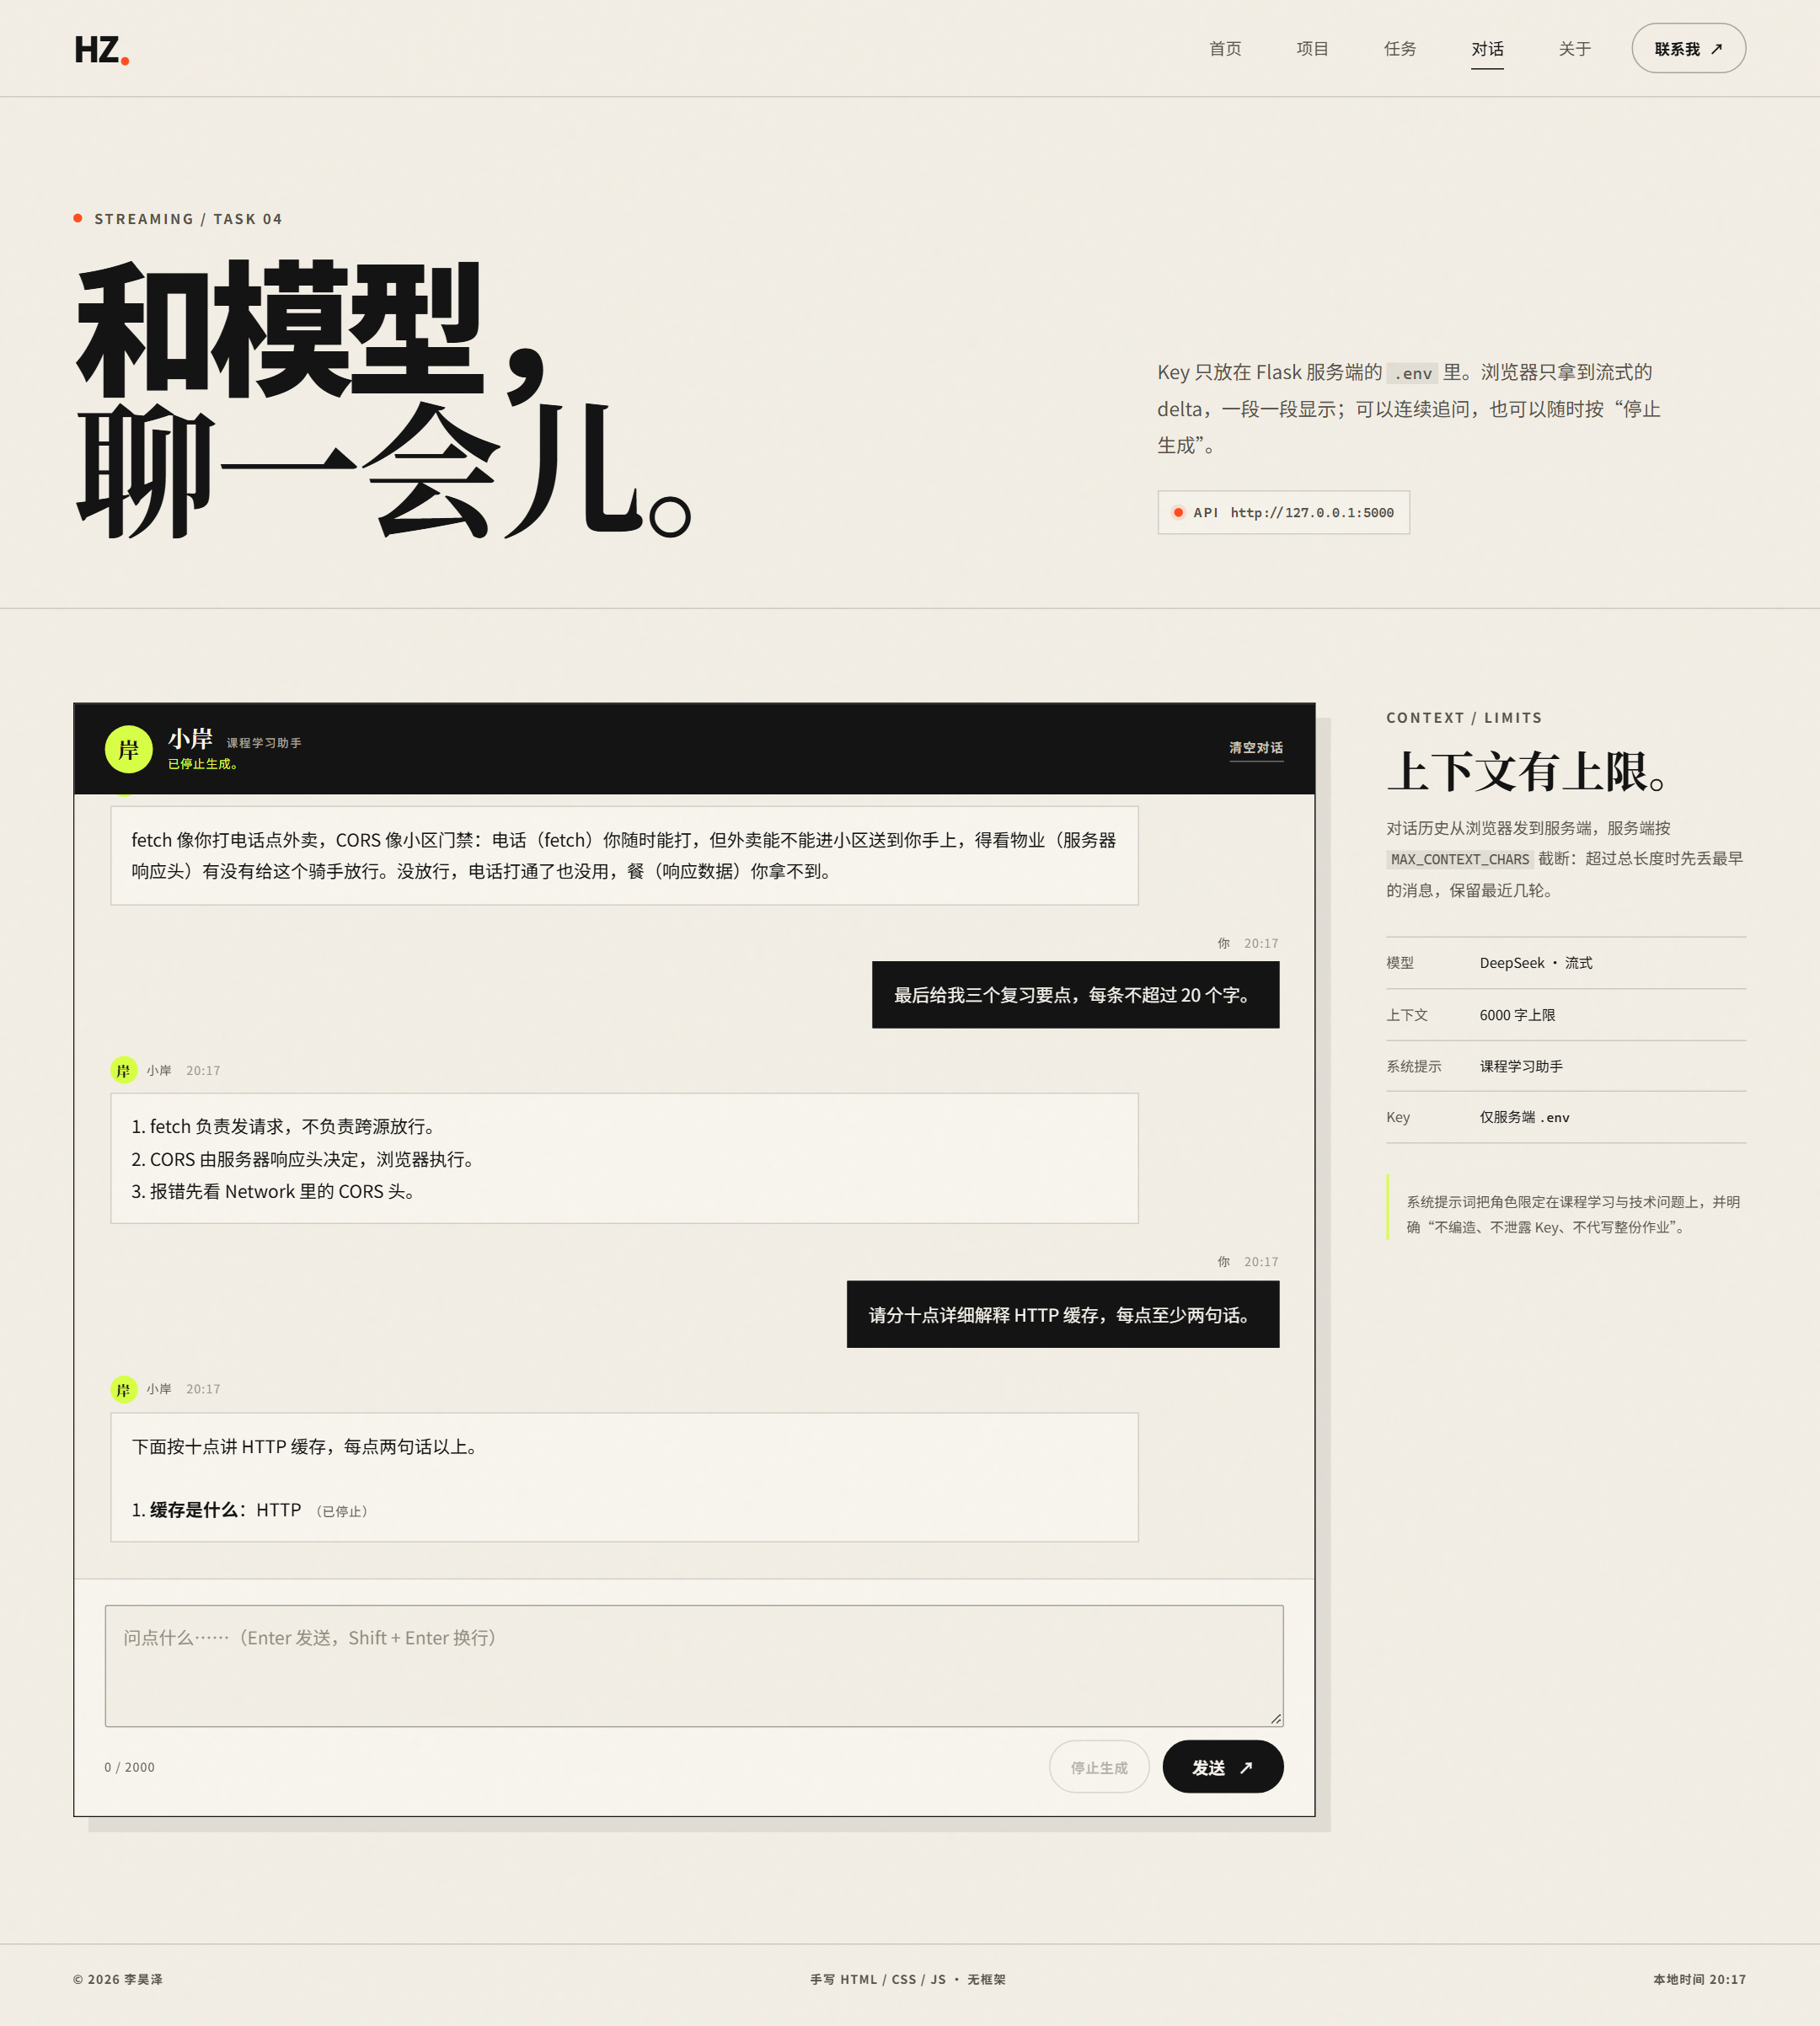 HZ.
首页 项目 任务 对话 关于 联系我 ↗
STREAMING / TASK 04
和模型，
聊一会儿。
Key 只放在 Flask 服务端的 .env 里。浏览器只拿到流式的
delta，一段一段显示；可以连续追问，也可以随时按“停止
生成”。
API http://127.0.0.1:5000
岸 小岸 课程学习助手
已停止生成。
清空对话
fetch 像你打电话点外卖，CORS 像小区门禁：电话（fetch）你随时能打，但外卖能不能进小区送到你手上，得看物业（服务器
响应头）有没有给这个骑手放行。没放行，电话打通了也没用，餐（响应数据）你拿不到。
你 20:17
最后给我三个复习要点，每条不超过 20 个字。
岸 小岸 20:17
1. fetch 负责发请求，不负责跨源放行。
2. CORS 由服务器响应头决定，浏览器执行。
3. 报错先看 Network 里的 CORS 头。
你 20:17
请分十点详细解释 HTTP 缓存，每点至少两句话。
岸 小岸 20:17
下面按十点讲 HTTP 缓存，每点两句话以上。
1. 缓存是什么：HTTP （已停止）
问点什么……（Enter 发送，Shift + Enter 换行）
0 / 2000
停止生成 发送 ↗
CONTEXT / LIMITS
上下文有上限。
对话历史从浏览器发到服务端，服务端按
MAX_CONTEXT_CHARS 截断：超过总长度时先丢最早
的消息，保留最近几轮。
模型 DeepSeek · 流式
上下文 6000 字上限
系统提示 课程学习助手
Key 仅服务端 .env
系统提示词把角色限定在课程学习与技术问题上，并明
确“不编造、不泄露 Key、不代写整份作业”。
© 2026 李昊泽
手写 HTML / CSS / JS · 无框架
本地时间 20:17